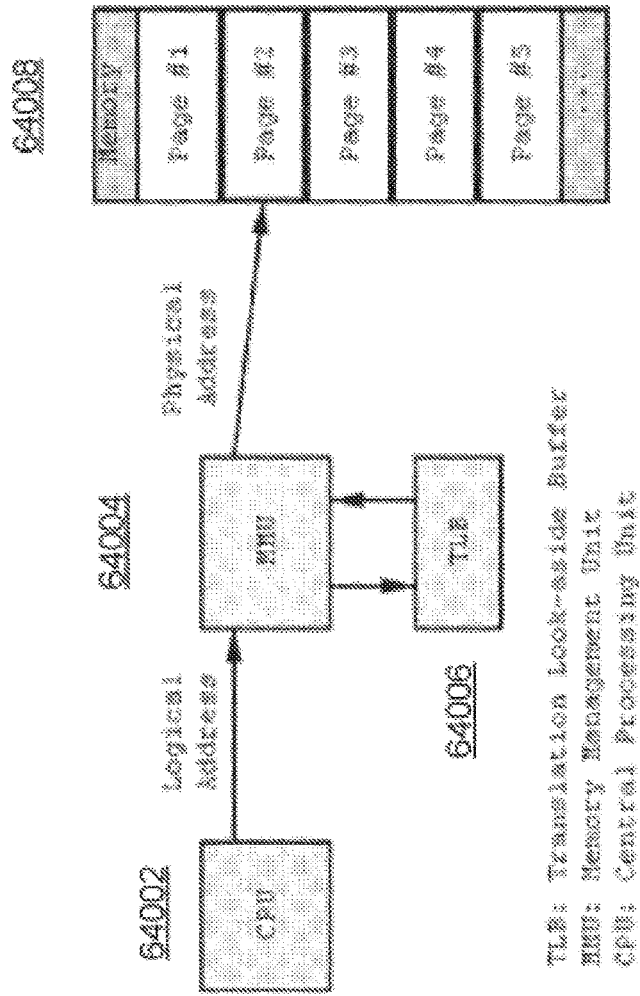 64002
CPU
Logical
Address
64004
MMU
64006
TLB
Physical
Address
64008
Memory
Page #1
Page #2
Page #3
Page #4
Page #5
....
TLB: Translation Look-aside Buffer
MMU: Memory Management Unit
CPU: Central Processing Unit